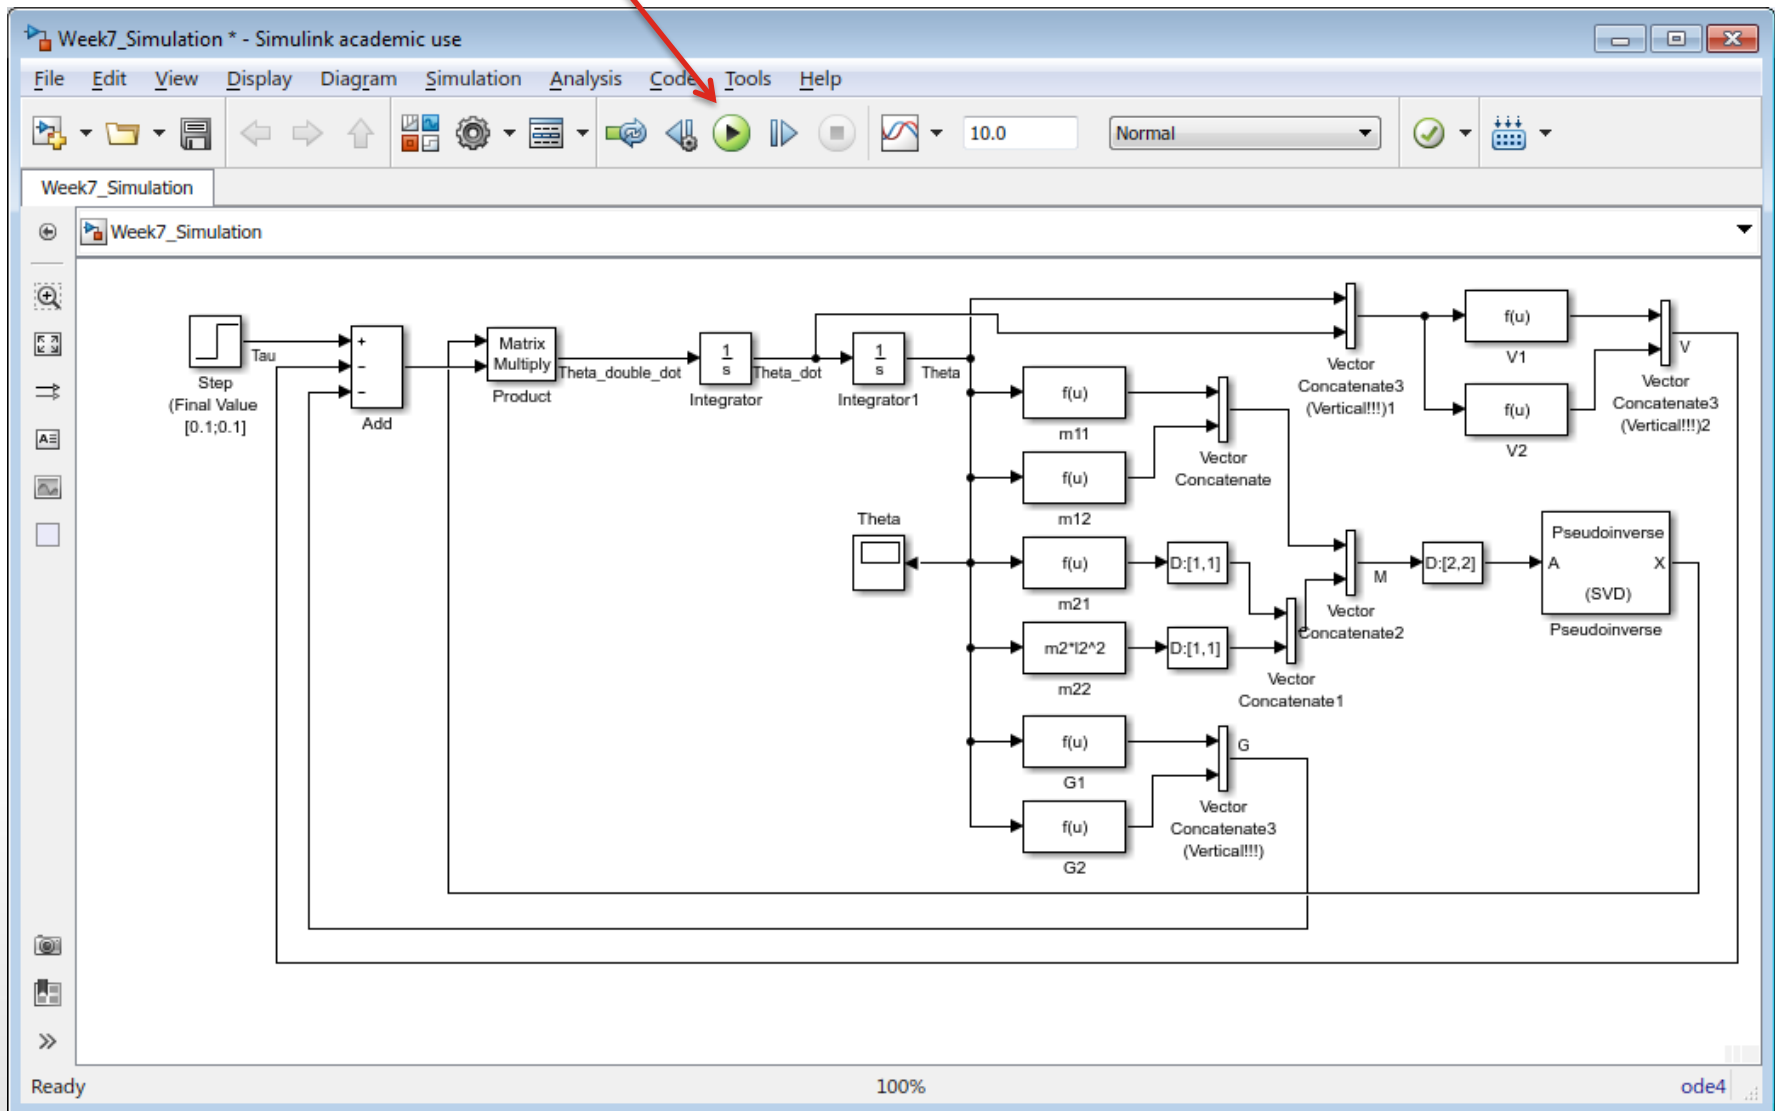 Week7_Simulation * - Simulink academic use
File Edit View Display Diagram Simulation Analysis Code Tools Help
10.0
Normal
Week7_Simulation
Week7_Simulation
Tau
Step
(Final Value
[0.1;0.1]
+
−
−
Add
Matrix
Multiply
Product
Theta_double_dot
1
s
Integrator
Theta_dot
1
s
Integrator1
Theta
Theta
f(u)
m11
f(u)
m12
f(u)
m21
m2*l2^2
m22
f(u)
G1
f(u)
G2
Vector
Concatenate
D:[1,1]
D:[1,1]
Vector
Concatenate1
G
Vector
Concatenate3
(Vertical!!!)
Vector
Concatenate3
(Vertical!!!)1
f(u)
V1
f(u)
V2
V
Vector
Concatenate3
(Vertical!!!)2
M
Vector
Concatenate2
D:[2,2]
Pseudoinverse
A X
(SVD)
Pseudoinverse
Ready
100%
ode4